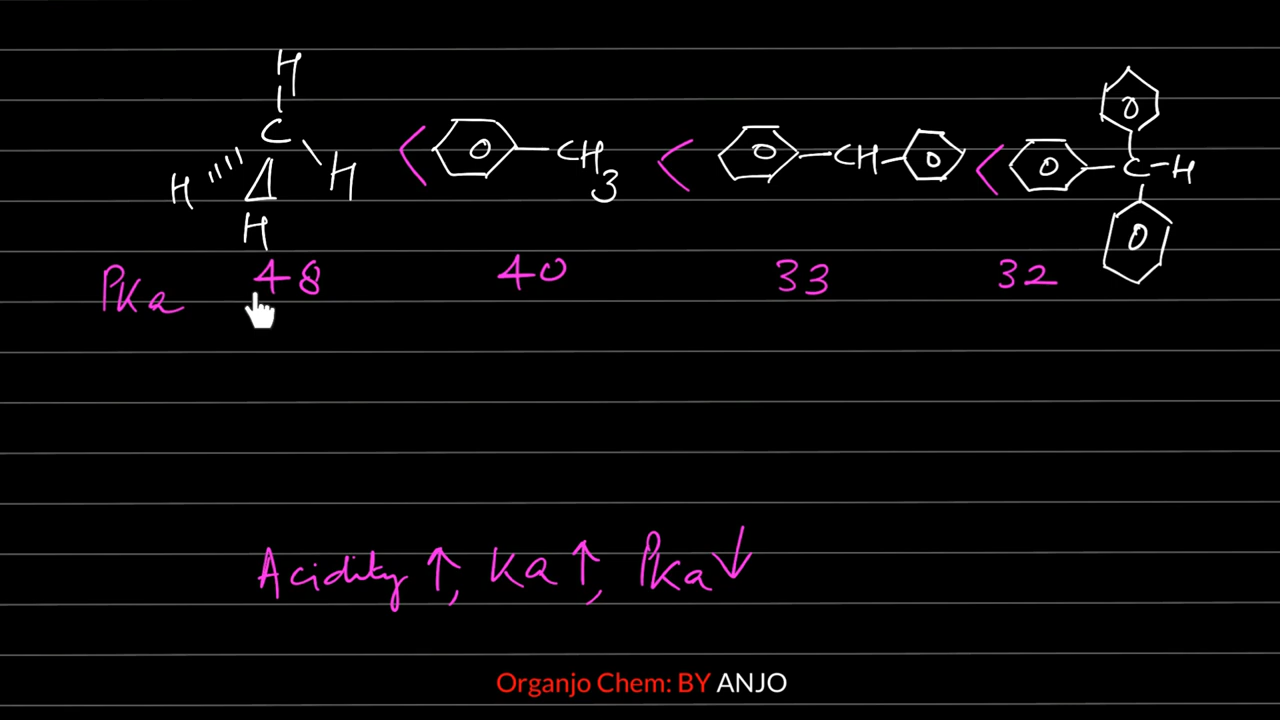 H
C
H H
H
< CH3 < CH < C-H
PKa 48 40 33 32
Acidity ↑, Ka ↑, PKa ↓
Organjo Chem: BY ANJO